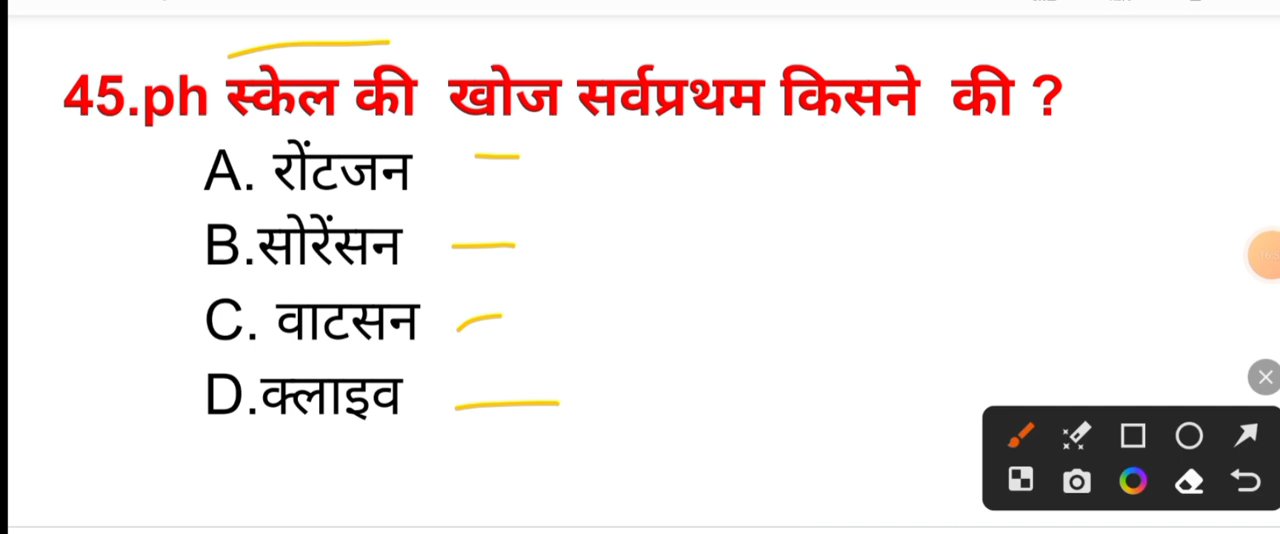 45.ph स्केल की खोज सर्वप्रथम किसने की ?
A. रोंटजन
B.सोरेंसन
C. वाटसन
D.क्लाइव